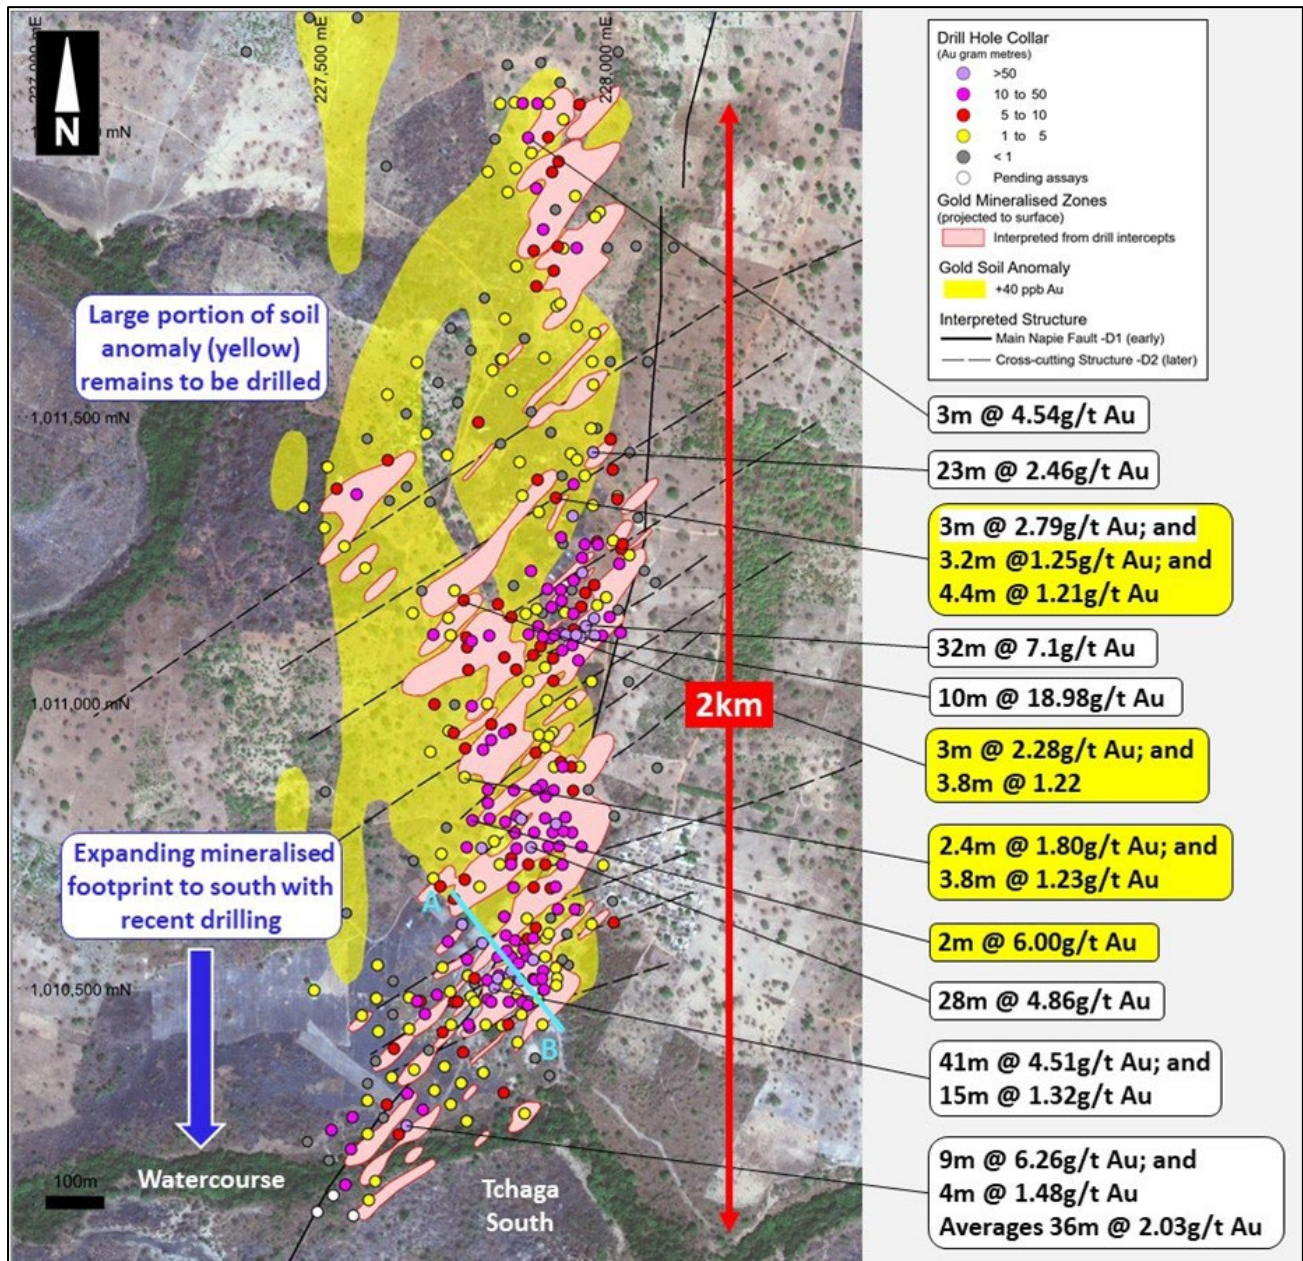 227,000 mE
227,500 mE
228,000 mE
N
mN
Large portion of soil
anomaly (yellow)
remains to be drilled
1,011,500 mN
1,011,000 mN
Expanding mineralised
footprint to south with
recent drilling
1,010,500 mN
A
B
2km
Watercourse
100m
Tchaga
South
Drill Hole Collar
(Au gram metres)
>50
10 to 50
5 to 10
1 to 5
< 1
Pending assays
Gold Mineralised Zones
(projected to surface)
Interpreted from drill intercepts
Gold Soil Anomaly
+40 ppb Au
Interpreted Structure
Main Napie Fault -D1 (early)
Cross-cutting Structure -D2 (later)
3m @ 4.54g/t Au
23m @ 2.46g/t Au
3m @ 2.79g/t Au; and
3.2m @1.25g/t Au; and
4.4m @ 1.21g/t Au
32m @ 7.1g/t Au
10m @ 18.98g/t Au
3m @ 2.28g/t Au; and
3.8m @ 1.22
2.4m @ 1.80g/t Au; and
3.8m @ 1.23g/t Au
2m @ 6.00g/t Au
28m @ 4.86g/t Au
41m @ 4.51g/t Au; and
15m @ 1.32g/t Au
9m @ 6.26g/t Au; and
4m @ 1.48g/t Au
Averages 36m @ 2.03g/t Au